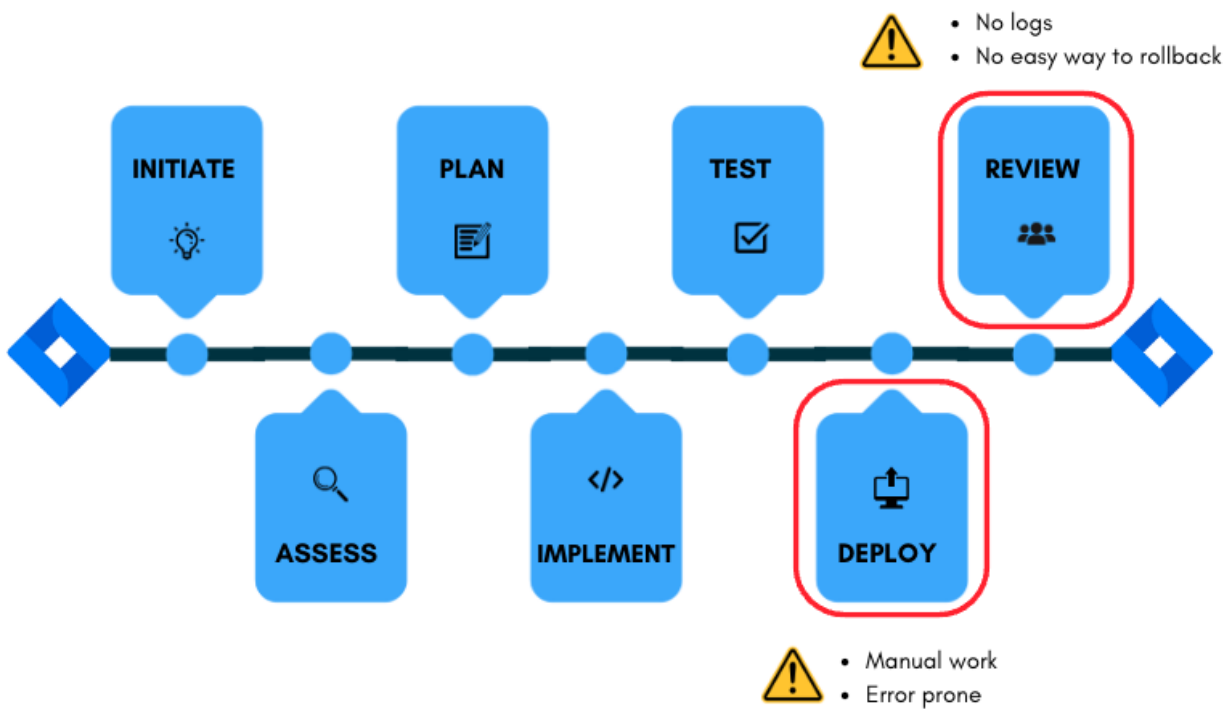 • No logs
• No easy way to rollback
INITIATE
PLAN
TEST
REVIEW
</>
ASSESS
IMPLEMENT
DEPLOY
• Manual work
• Error prone